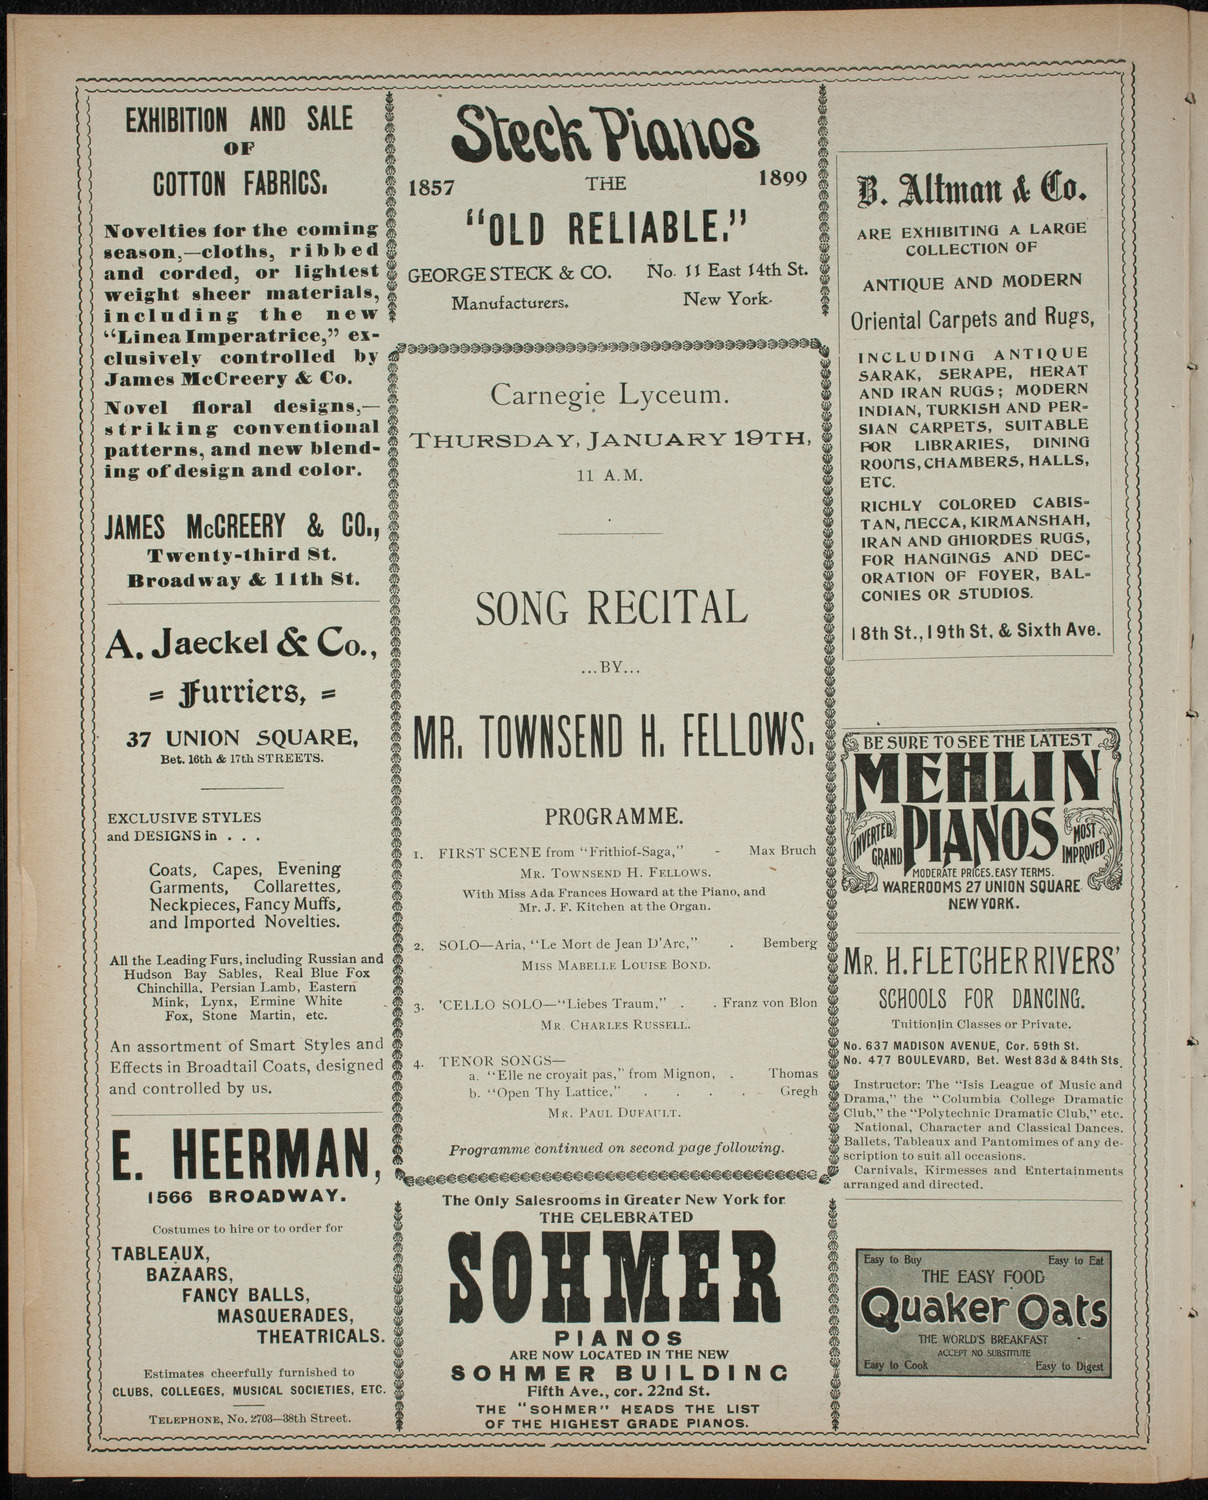 EXHIBITION AND SALE
OF
COTTON FABRICS.
Novelties for the coming
season,—cloths, ribbed
and corded, or lightest
weight sheer materials,
including the new
“Linea Imperatrice,” ex-
clusively controlled by
James McCreery & Co.
Novel floral designs,—
striking conventional
patterns, and new blend-
ing of design and color.
JAMES McCREERY & CO.,
Twenty-third St.
Broadway & 11th St.
A. Jaeckel & Co.,
= Furriers, =
37 UNION SQUARE,
Bet. 16th & 17th STREETS.
EXCLUSIVE STYLES
and DESIGNS in . . .
Coats, Capes, Evening
Garments, Collarettes,
Neckpieces, Fancy Muffs,
and Imported Novelties.
All the Leading Furs, including Russian and
Hudson Bay Sables, Real Blue Fox
Chinchilla, Persian Lamb, Eastern
Mink, Lynx, Ermine White
Fox, Stone Martin, etc.
An assortment of Smart Styles and
Effects in Broadtail Coats, designed
and controlled by us.
E. HEERMAN,
1566 BROADWAY.
Costumes to hire or to order for
TABLEAUX,
BAZAARS,
FANCY BALLS,
MASQUERADES,
THEATRICALS.
Estimates cheerfully furnished to
CLUBS, COLLEGES, MUSICAL SOCIETIES, ETC.
TELEPHONE, No. 2703—38th Street.
Steck Pianos
1857 THE 1899
“OLD RELIABLE.”
GEORGE STECK & CO. No. 11 East 14th St.
Manufacturers. New York.
Carnegie Lyceum.
THURSDAY, JANUARY 19TH,
11 A.M.
SONG RECITAL
...BY...
MR. TOWNSEND H. FELLOWS.
PROGRAMME.
1. FIRST SCENE from “Frithiof-Saga,” - Max Bruch
MR. TOWNSEND H. FELLOWS.
With Miss Ada Frances Howard at the Piano, and
Mr. J. F. Kitchen at the Organ.
2. SOLO—Aria, “Le Mort de Jean D'Arc,” . Bemberg
MISS MABELLE LOUISE BOND.
3. 'CELLO SOLO—“Liebes Traum,” . . Franz von Blon
MR. CHARLES RUSSELL.
4. TENOR SONGS—
a. “Elle ne croyait pas,” from Mignon, . Thomas
b. “Open Thy Lattice,” . . . . Gregh
MR. PAUL DUFAULT.
Programme continued on second page following.
The Only Salesrooms in Greater New York for
THE CELEBRATED
SOHMER
PIANOS
ARE NOW LOCATED IN THE NEW
SOHMER BUILDING
Fifth Ave., cor. 22nd St.
THE “SOHMER” HEADS THE LIST
OF THE HIGHEST GRADE PIANOS.
B. Altman & Co.
ARE EXHIBITING A LARGE
COLLECTION OF
ANTIQUE AND MODERN
Oriental Carpets and Rugs,
INCLUDING ANTIQUE
SARAK, SERAPE, HERAT
AND IRAN RUGS; MODERN
INDIAN, TURKISH AND PER-
SIAN CARPETS, SUITABLE
FOR LIBRARIES, DINING
ROOMS, CHAMBERS, HALLS,
ETC.
RICHLY COLORED CABIS-
TAN, MECCA, KIRMANSHAH,
IRAN AND GHIORDES RUGS,
FOR HANGINGS AND DEC-
ORATION OF FOYER, BAL-
CONIES OR STUDIOS.
18th St., 19th St. & Sixth Ave.
BE SURE TO SEE THE LATEST
MEHLIN
INVERTED GRAND
PIANOS
MOST IMPROVED
MODERATE PRICES. EASY TERMS.
WAREROOMS 27 UNION SQUARE
NEW YORK.
MR. H. FLETCHER RIVERS'
SCHOOLS FOR DANCING.
Tuition in Classes or Private.
No. 637 MADISON AVENUE, Cor. 59th St.
No. 477 BOULEVARD, Bet. West 83d & 84th Sts.
Instructor: The “Isis League of Music and
Drama,” the “Columbia College Dramatic
Club,” the “Polytechnic Dramatic Club,” etc.
National, Character and Classical Dances.
Ballets, Tableaux and Pantomimes of any de-
scription to suit all occasions.
Carnivals, Kirmesses and Entertainments
arranged and directed.
Easy to Buy Easy to Eat
THE EASY FOOD
Quaker Oats
THE WORLD'S BREAKFAST
ACCEPT NO SUBSTITUTE
Easy to Cook Easy to Digest